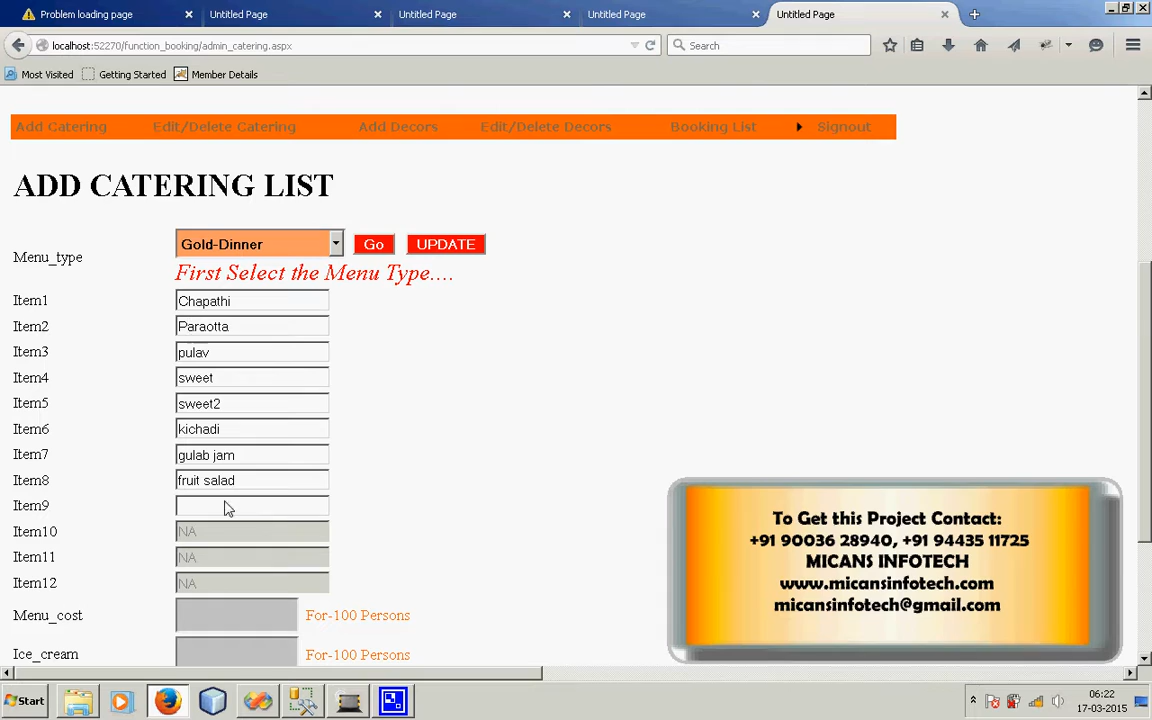 Problem loading page
Untitled Page
Untitled Page
Untitled Page
Untitled Page
localhost:52270/function_booking/admin_catering.aspx
Search
Most Visited
Getting Started
Member Details
Add Catering
Edit/Delete Catering
Add Decors
Edit/Delete Decors
Booking List
Signout
ADD CATERING LIST
Menu_type
Gold-Dinner
Go
UPDATE
First Select the Menu Type....
Item1
Chapathi
Item2
Paraotta
Item3
pulav
Item4
sweet
Item5
sweet2
Item6
kichadi
Item7
gulab jam
Item8
fruit salad
Item9
Item10
NA
Item11
NA
Item12
NA
Menu_cost
For-100 Persons
Ice_cream
For-100 Persons
To Get this Project Contact:
+91 90036 28940, +91 94435 11725
MICANS INFOTECH
www.micansinfotech.com
micansinfotech@gmail.com
Start
06:22
17-03-2015